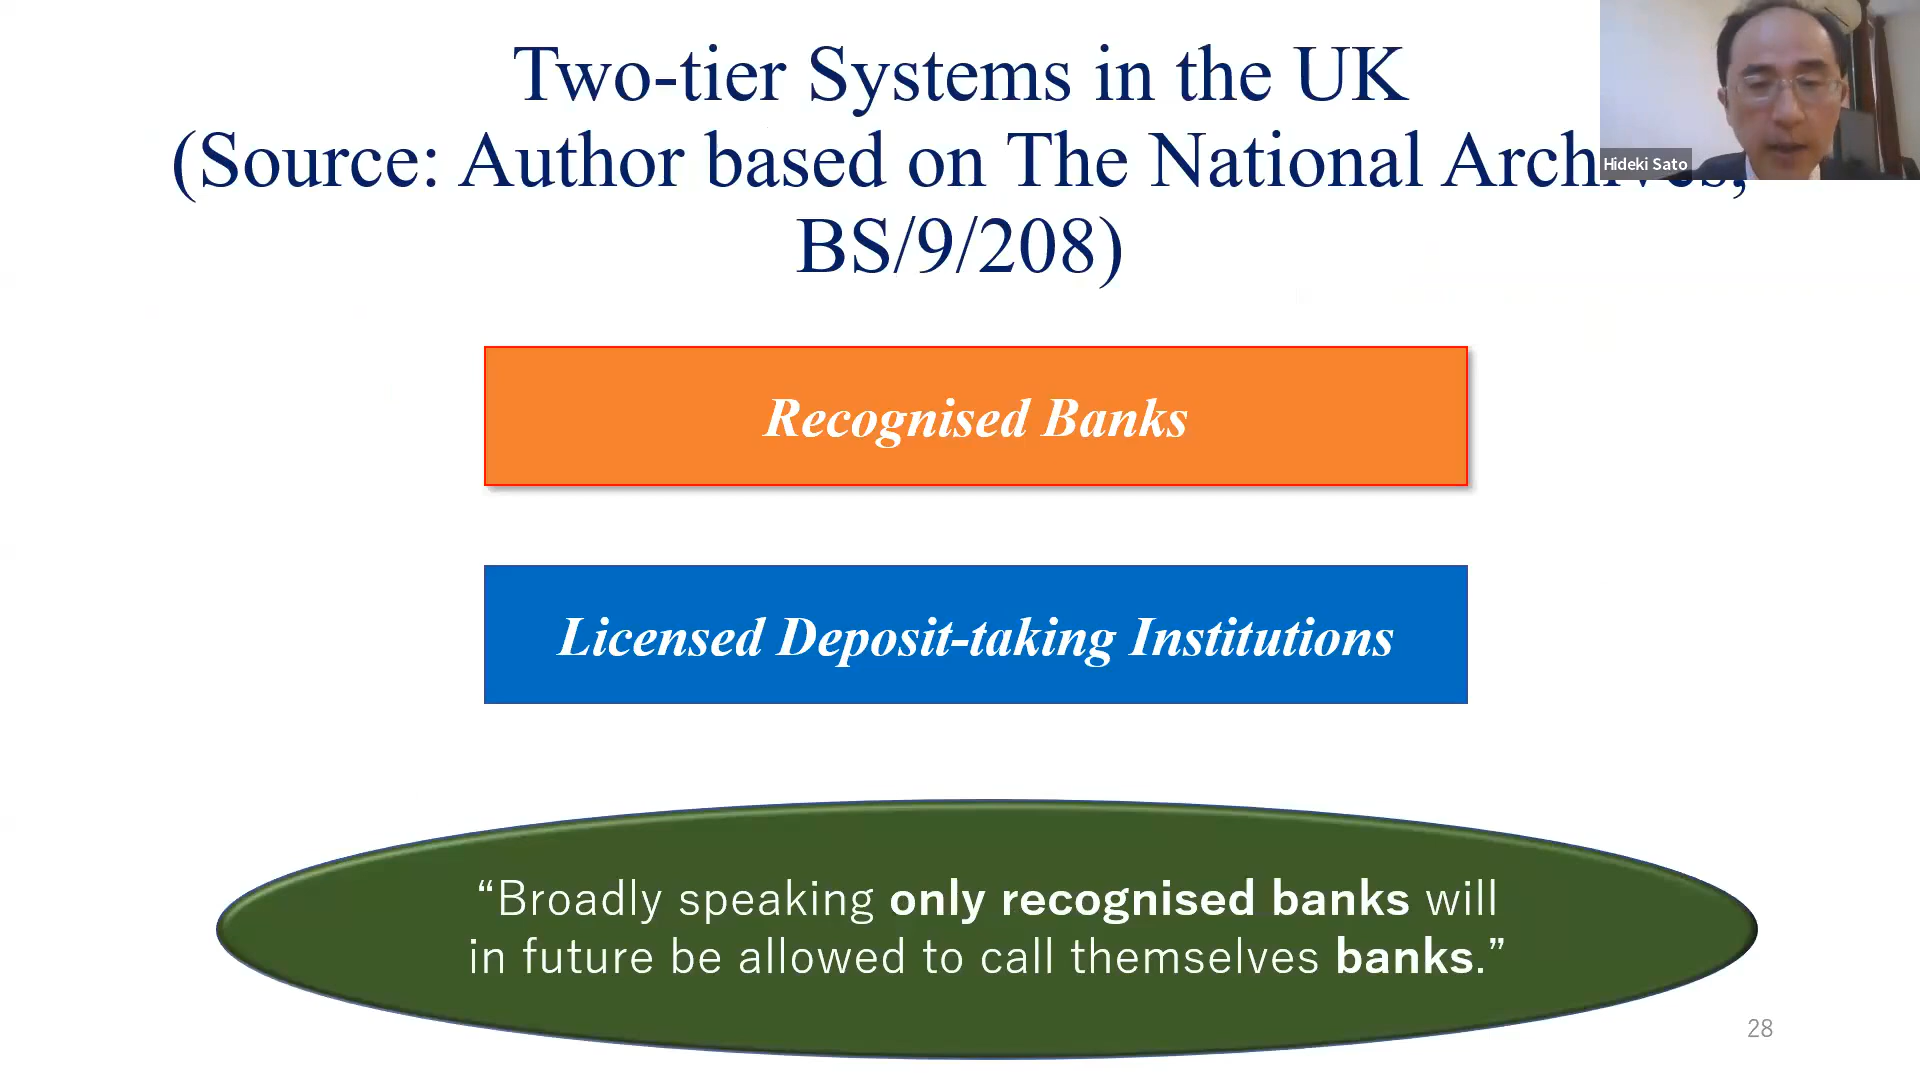 Two-tier Systems in the UK
(Source: Author based on The National Archives,
BS/9/208)
Hideki Sato
Recognised Banks
Licensed Deposit-taking Institutions
“Broadly speaking only recognised banks will
in future be allowed to call themselves banks.”
28